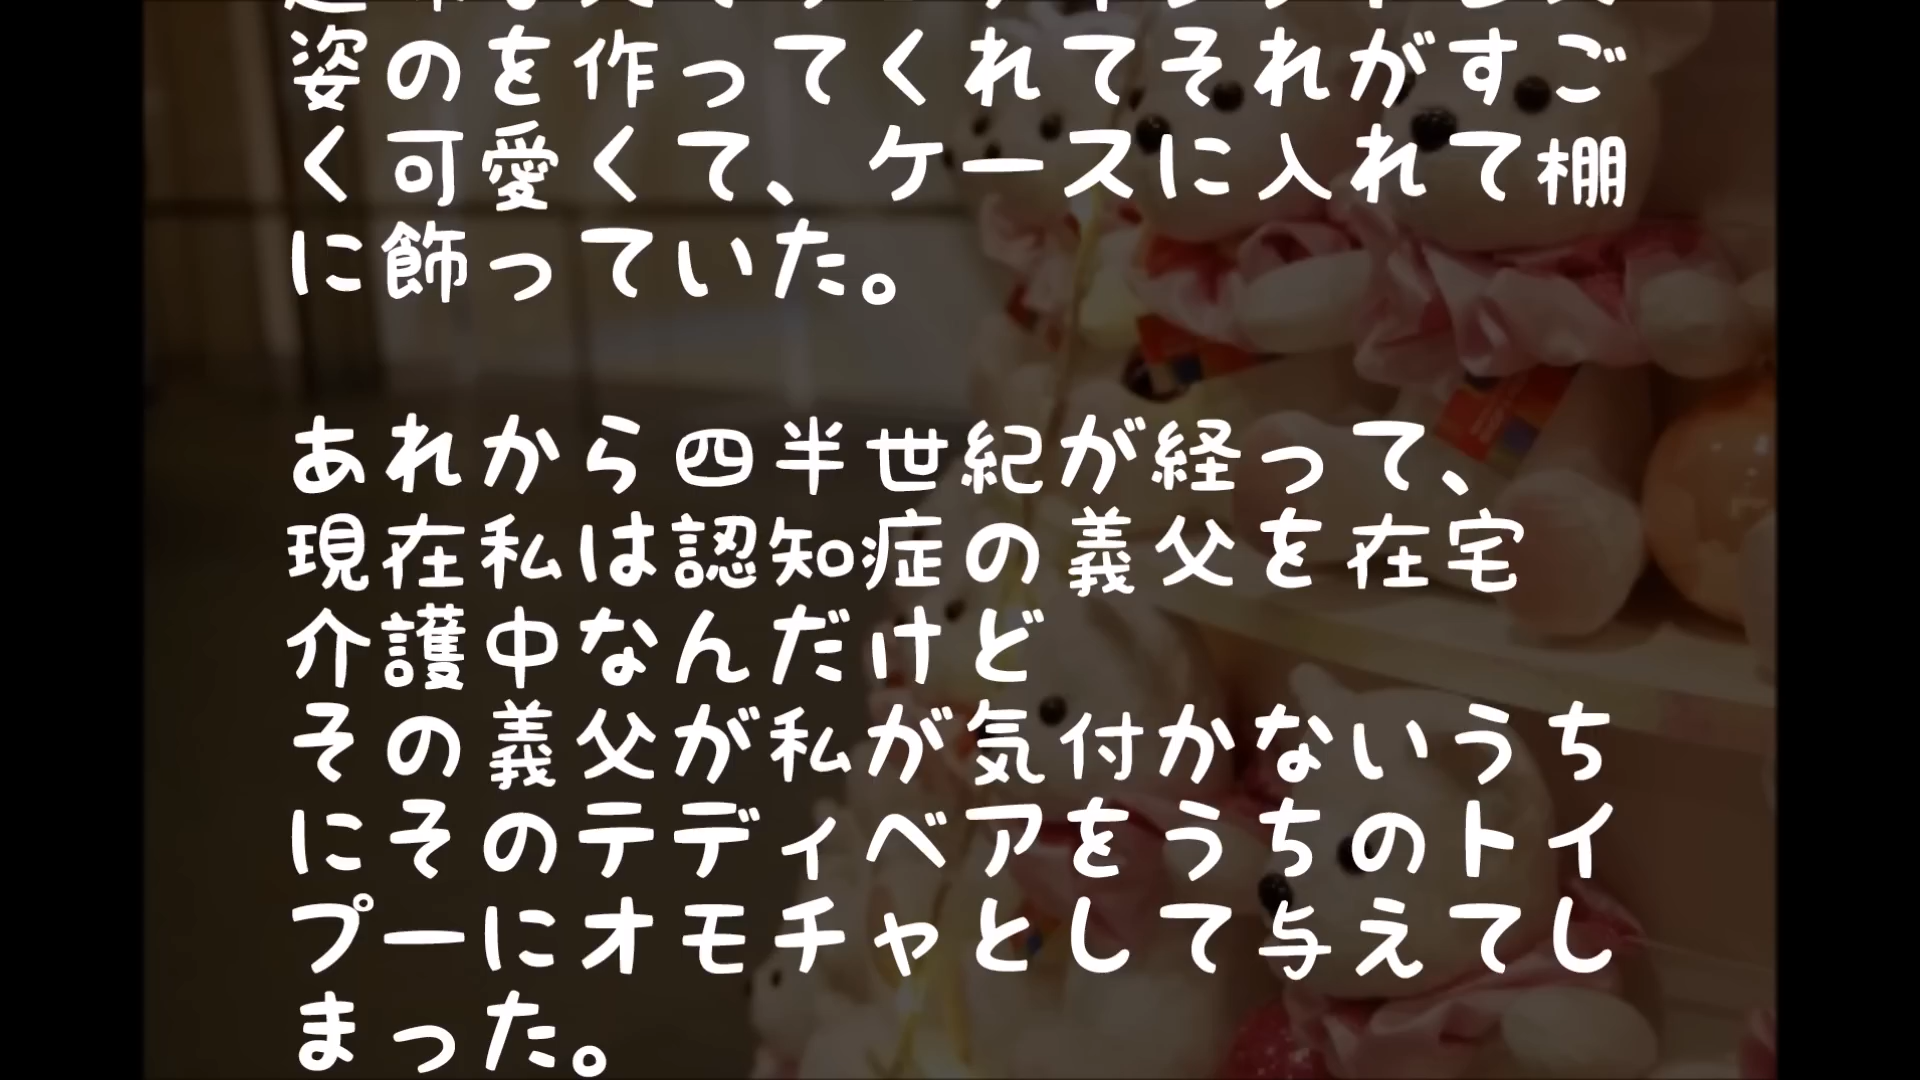 姿のを作ってくれてそれがすご
く可愛くて、ケースに入れて棚
に飾っていた。
あれから四半世紀が経って、
現在私は認知症の義父を在宅
介護中なんだけど
その義父が私が気付かないうち
にそのテディベアをうちのトイ
プーにオモチャとして与えてし
まった。